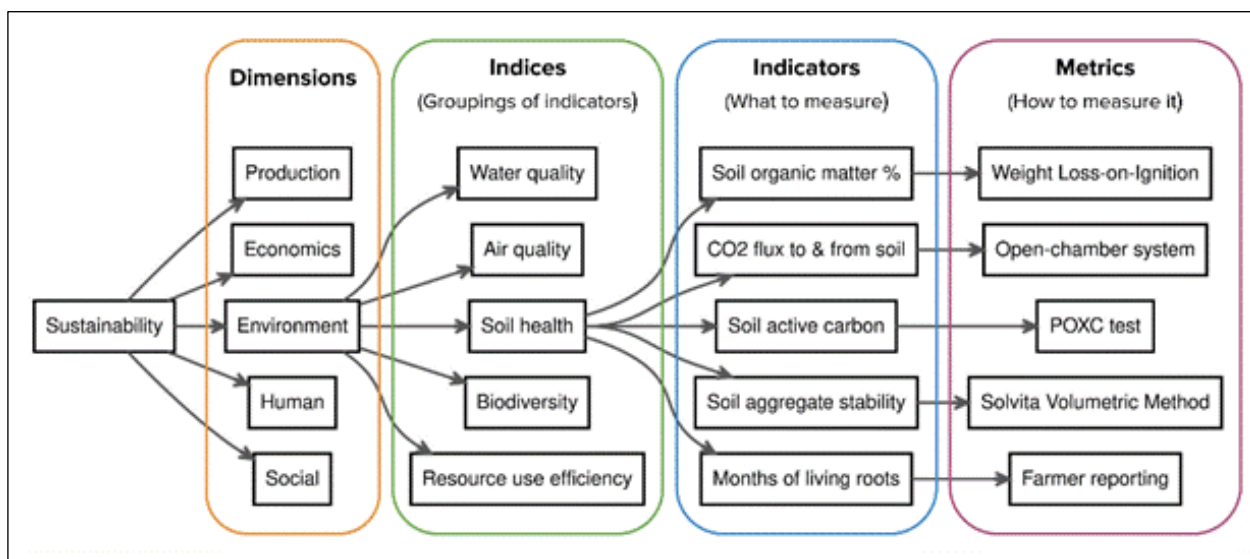 Dimensions
Indices
(Groupings of indicators)
Indicators
(What to measure)
Metrics
(How to measure it)
Production
Water quality
Soil organic matter %
Weight Loss-on-Ignition
Economics
Air quality
CO2 flux to & from soil
Open-chamber system
Sustainability
Environment
Soil health
Soil active carbon
POXC test
Human
Biodiversity
Soil aggregate stability
Solvita Volumetric Method
Social
Resource use efficiency
Months of living roots
Farmer reporting